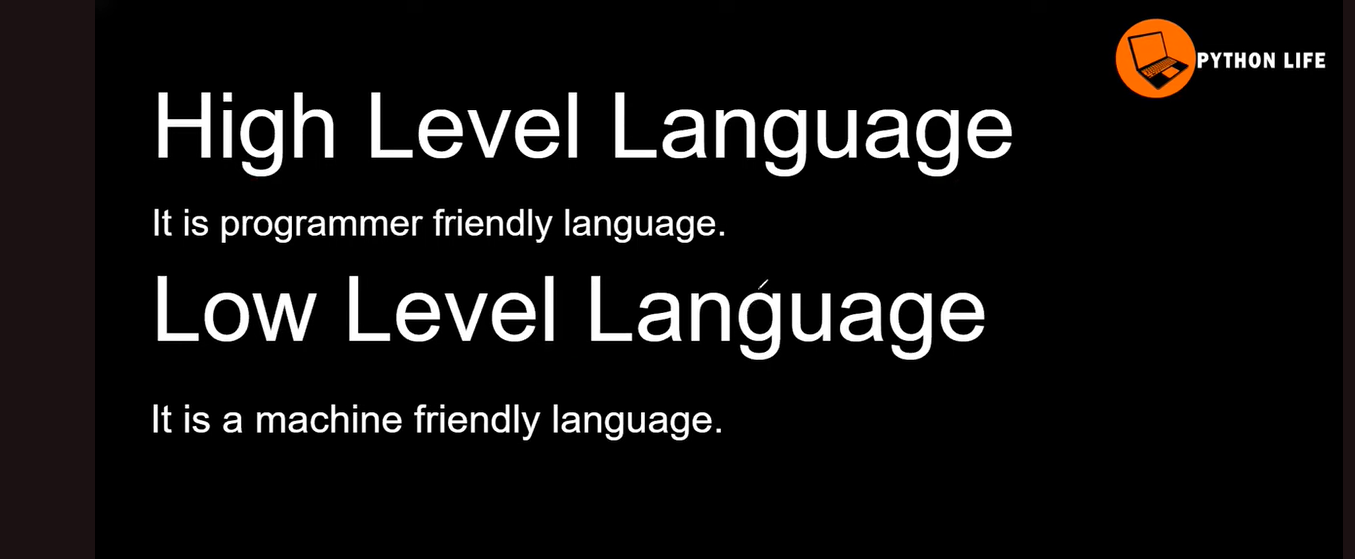 PYTHON LIFE
High Level Language
It is programmer friendly language.
Low Level Language
It is a machine friendly language.